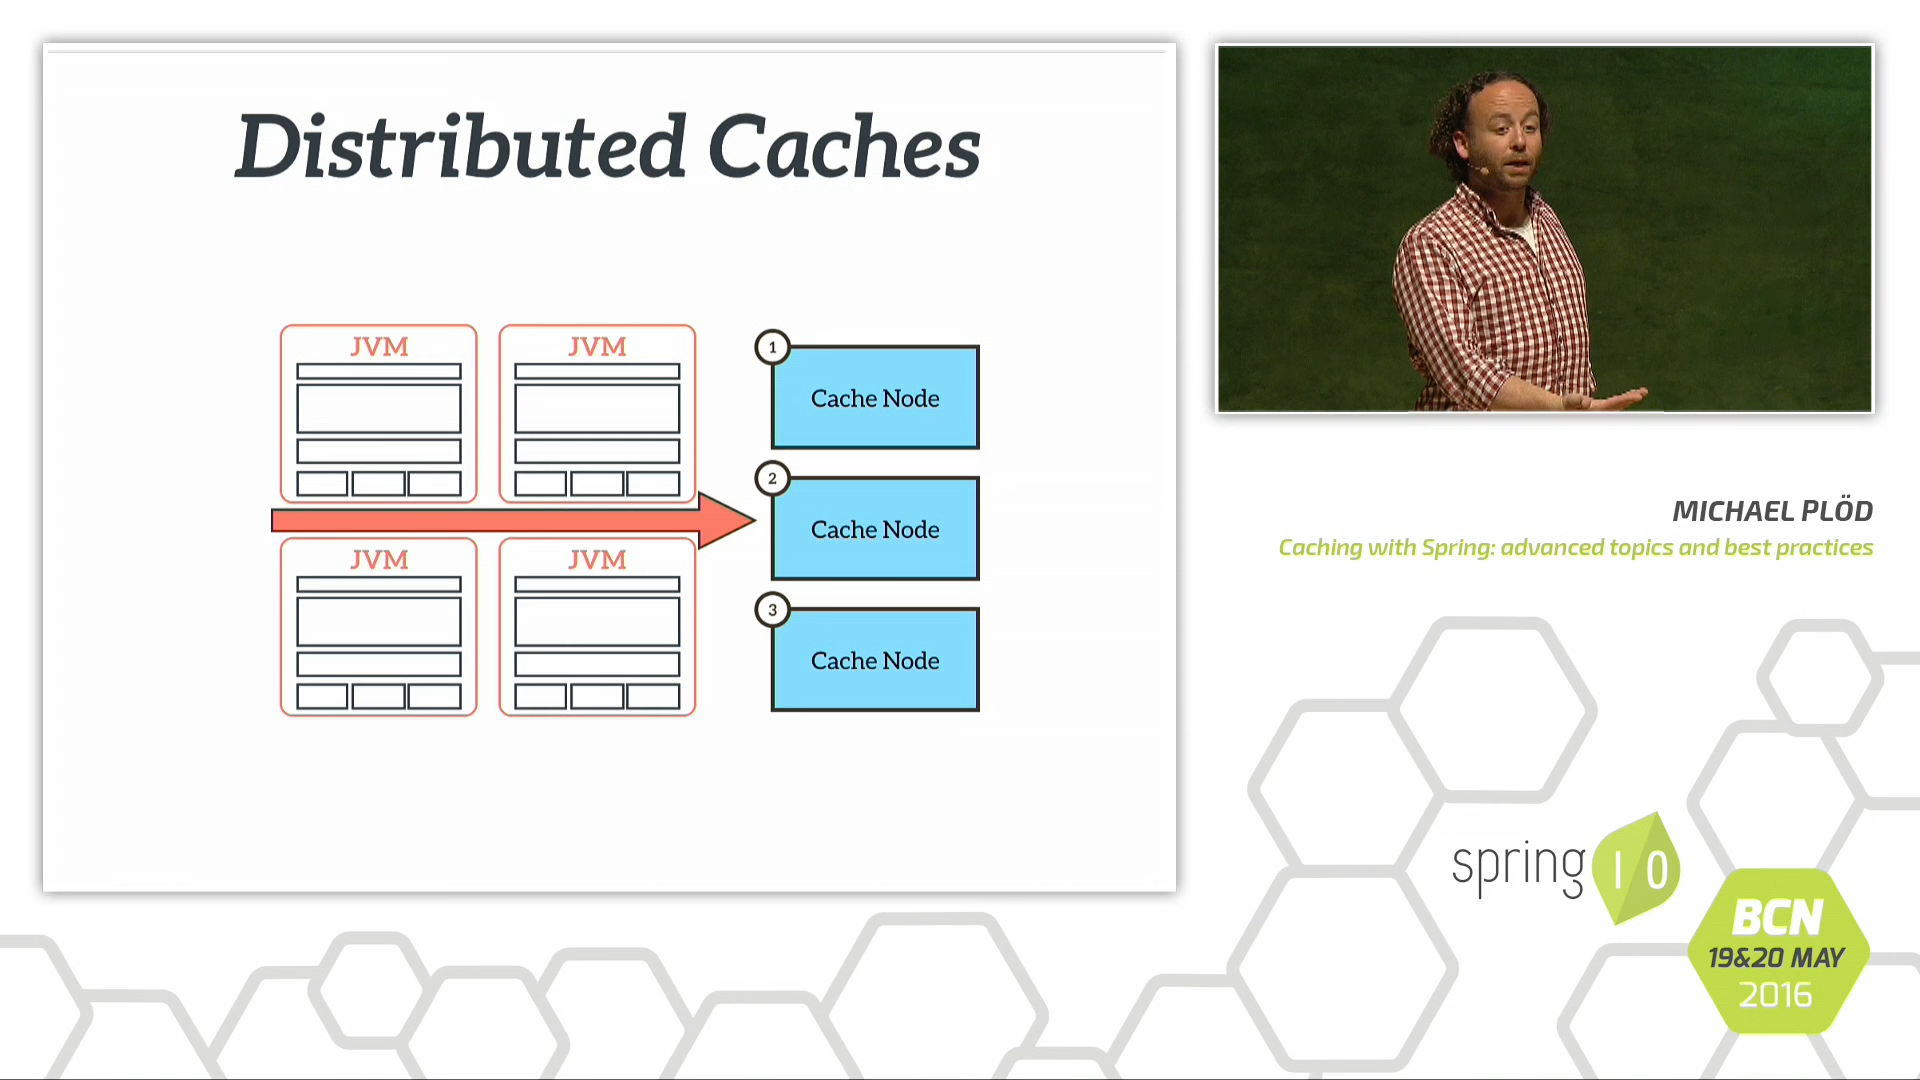 Distributed Caches
JVM
JVM
1
Cache Node
2
Cache Node
JVM
JVM
3
Cache Node
MICHAEL PLÖD
Caching with Spring: advanced topics and best practices
spring I O
BCN
19&20 MAY
2016